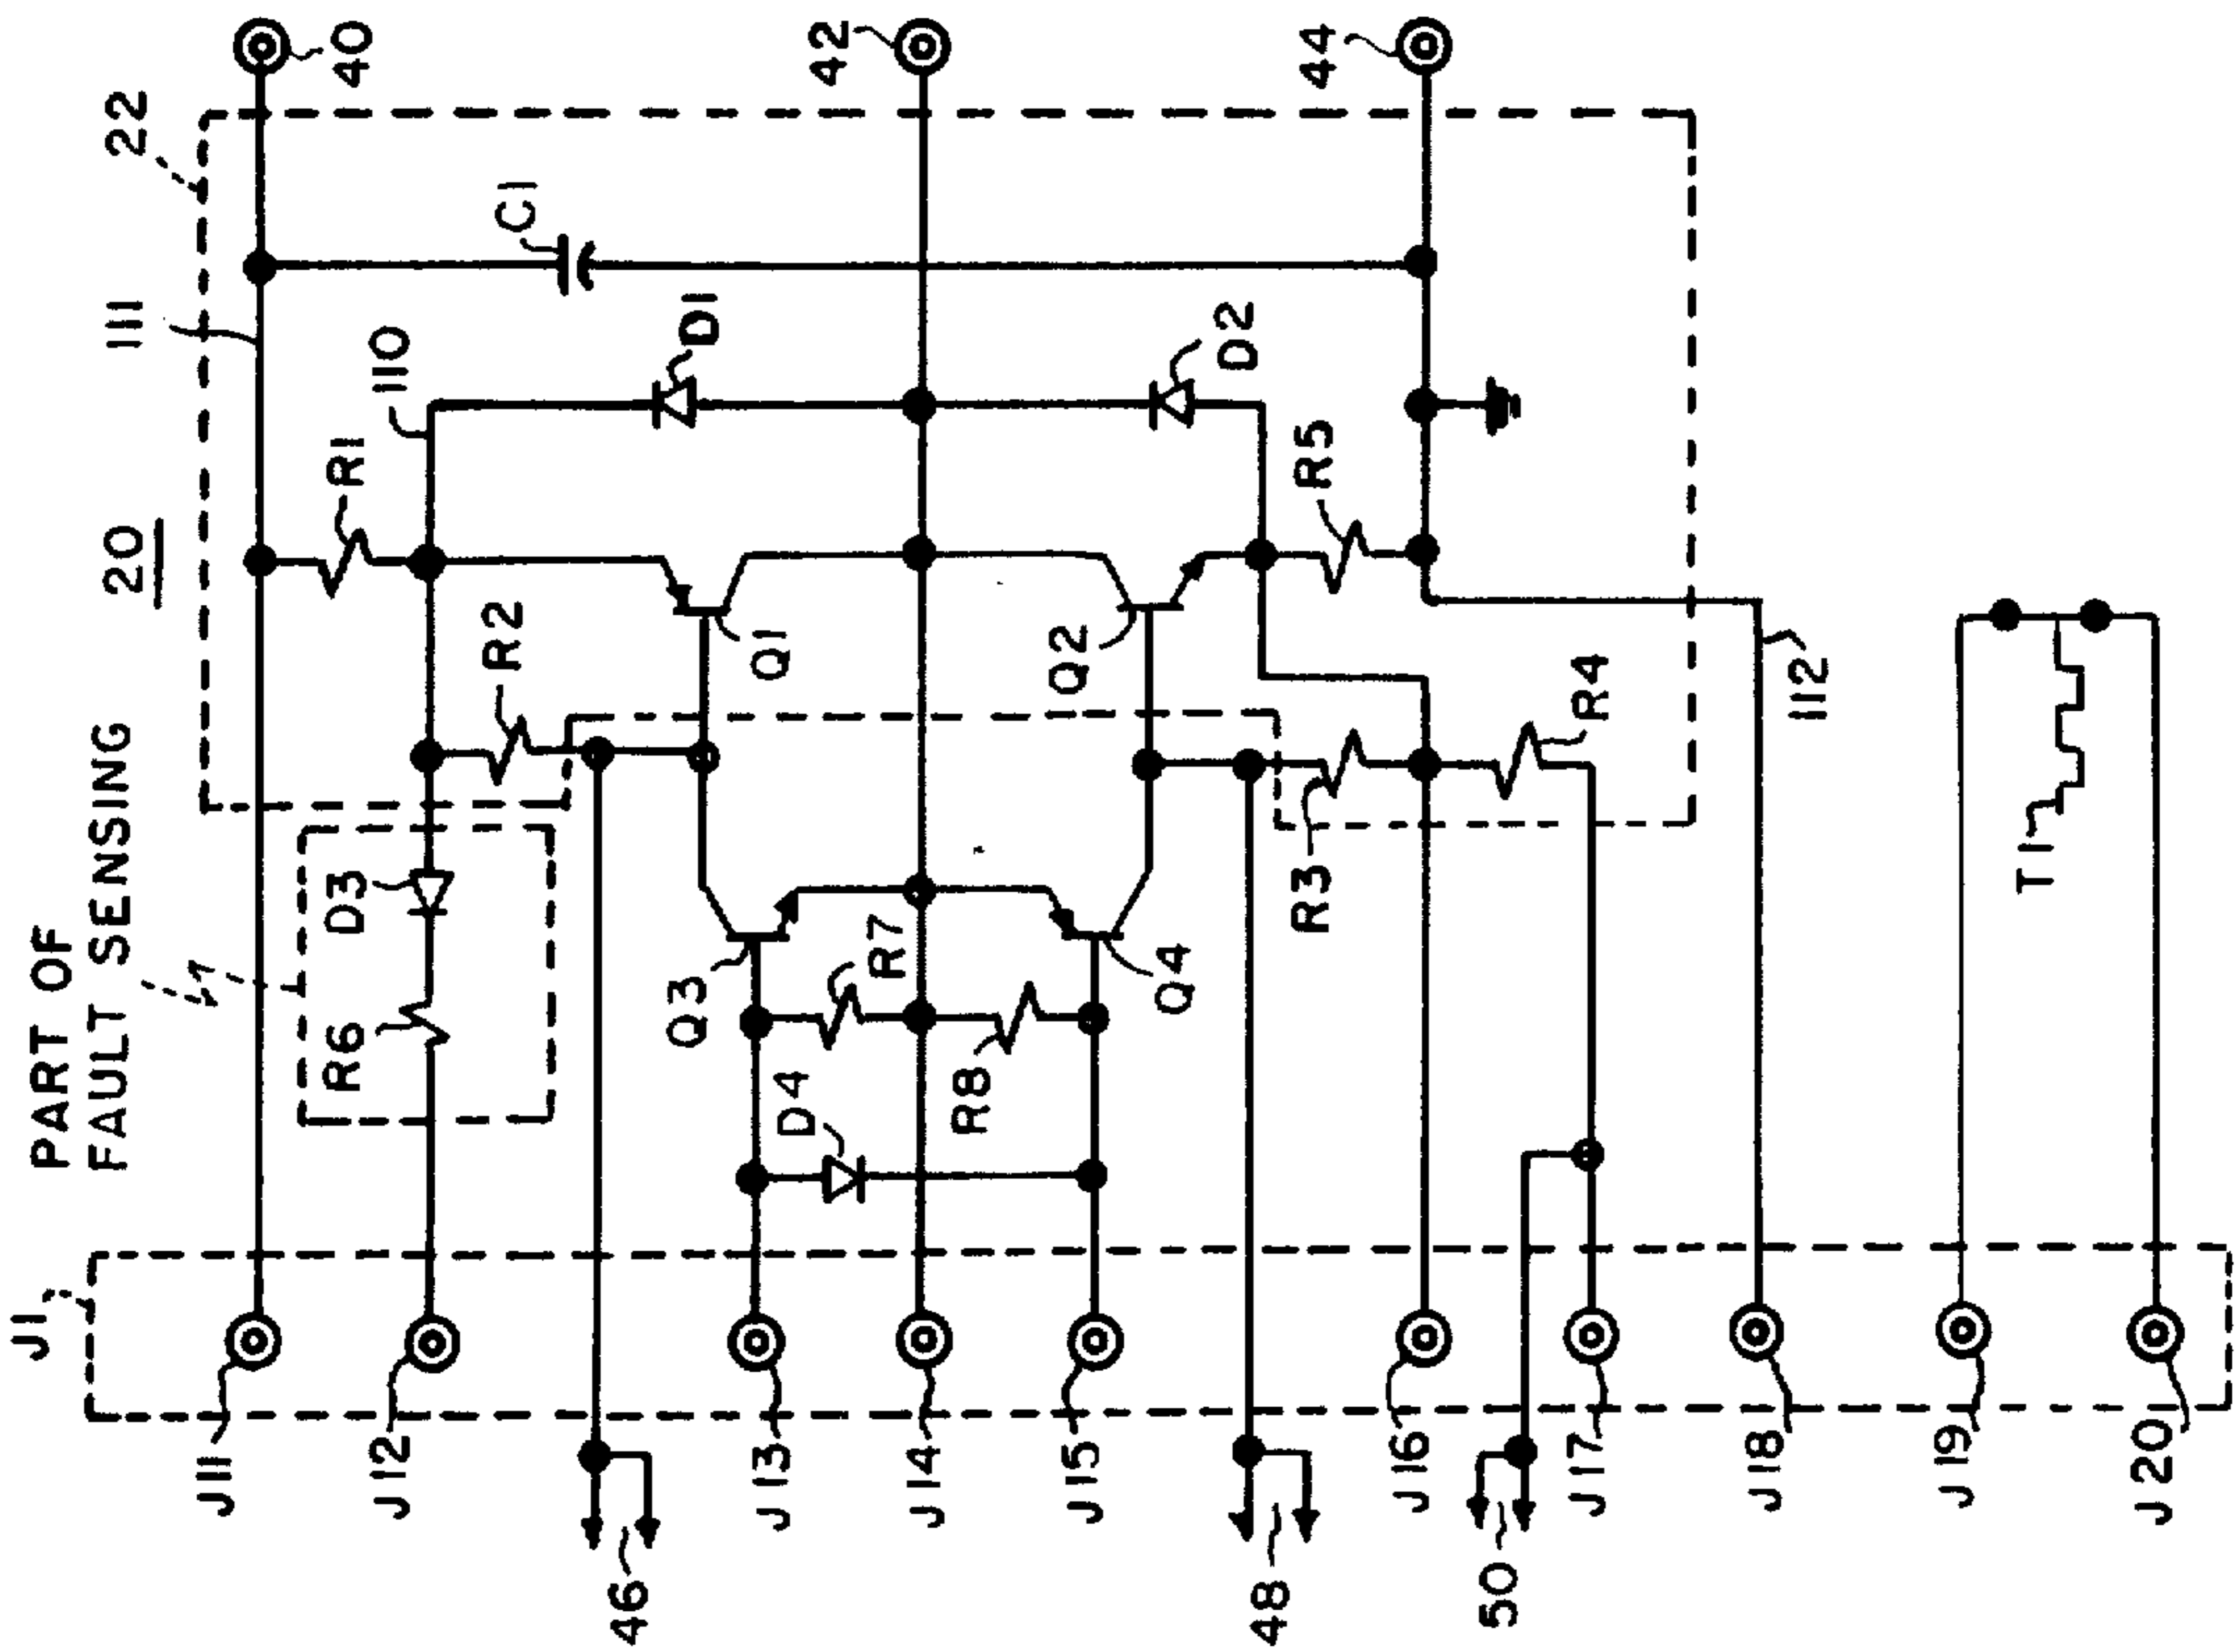 J1
PART OF
FAULT SENSING
20
111
22
J11
J12
R6
D3
R1
110
40
46
R2
C1
Q3
D4
R7
Q1
D1
J13
J14
J15
R8
Q4
Q2
D2
42
48
R3
R5
44
J16
50
J17
R4
J18
112
J19
T1
J20